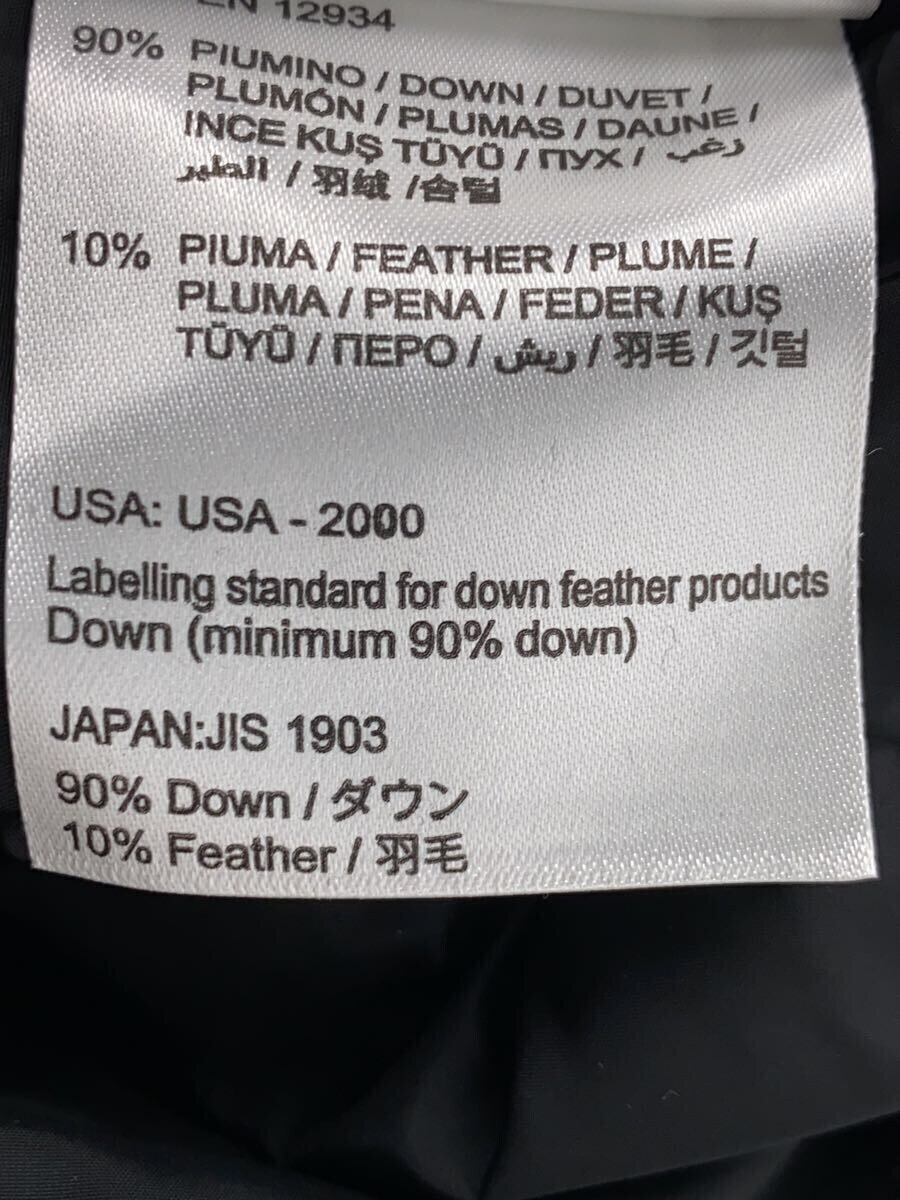 EN 12934
90% PIUMINO / DOWN / DUVET /
PLUMÓN / PLUMAS / DAUNE /
INCE KUŞ TÜYÜ / ПУХ / زغب
الطير / 羽绒 /솜털
10% PIUMA / FEATHER / PLUME /
PLUMA / PENA / FEDER / KUŞ
TÜYÜ / ПЕРО / ريش / 羽毛 / 깃털
USA: USA - 2000
Labelling standard for down feather products
Down (minimum 90% down)
JAPAN:JIS 1903
90% Down / ダウン
10% Feather / 羽毛